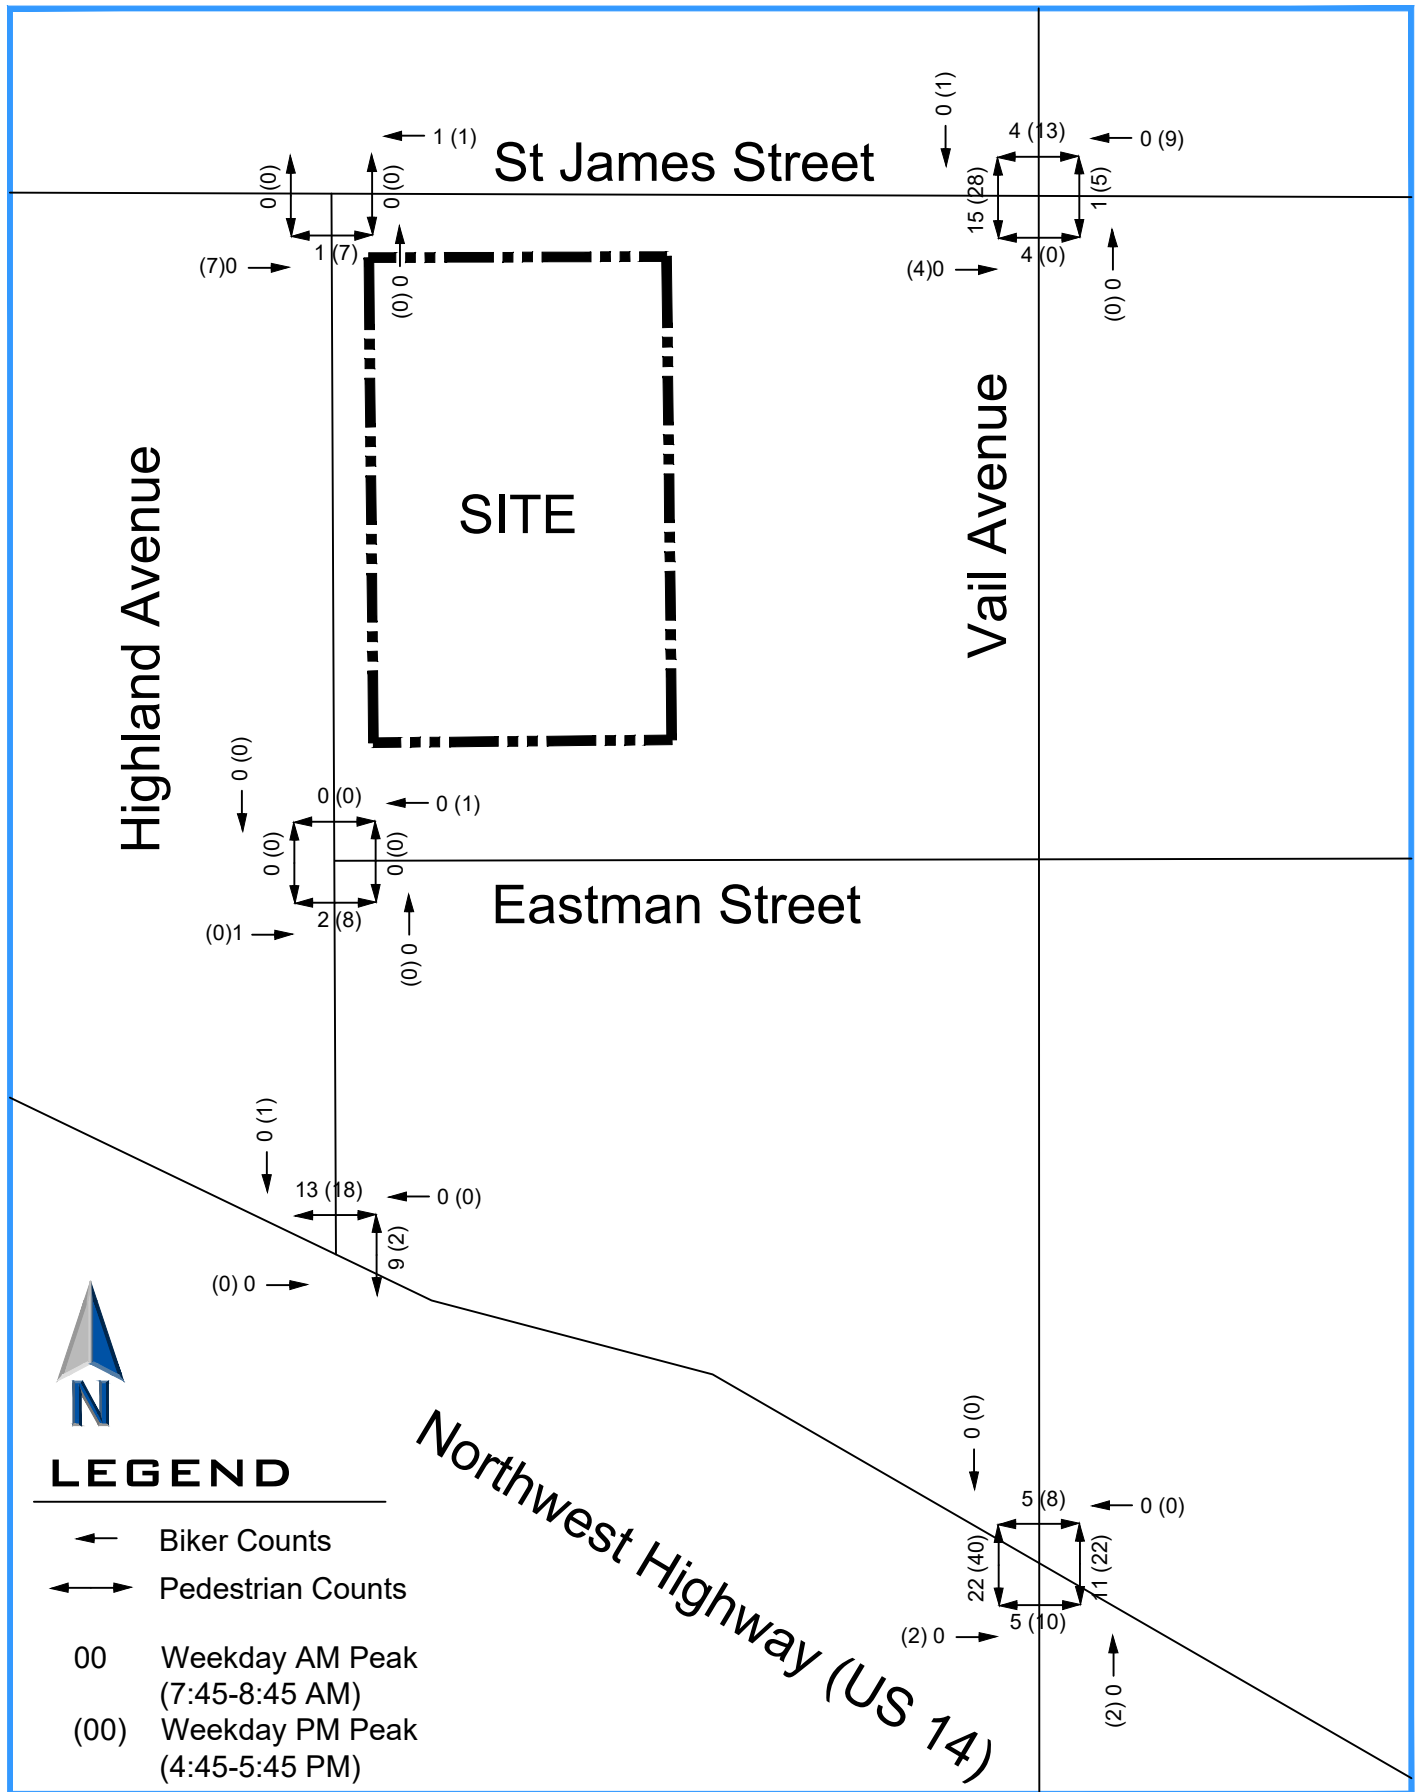 0 (1)
4 (13)
0 (9)
1 (1)
St James Street
0 (0)
0 (0)
15 (28)
1 (5)
1 (7)
4 (0)
(7)0
(4)0
(0) 0
(0) 0
Highland Avenue
SITE
Vail Avenue
0 (0)
0 (0)
0 (1)
0 (0)
0 (0)
2 (8)
(0)1
(0) 0
Eastman Street
0 (1)
13 (18)
0 (0)
9 (2)
(0) 0
N
Northwest Highway (US 14)
0 (0)
5 (8)
0 (0)
22 (40)
11 (22)
5 (10)
(2) 0
(2) 0
LEGEND
Biker Counts
Pedestrian Counts
00 Weekday AM Peak
(7:45-8:45 AM)
(00) Weekday PM Peak
(4:45-5:45 PM)